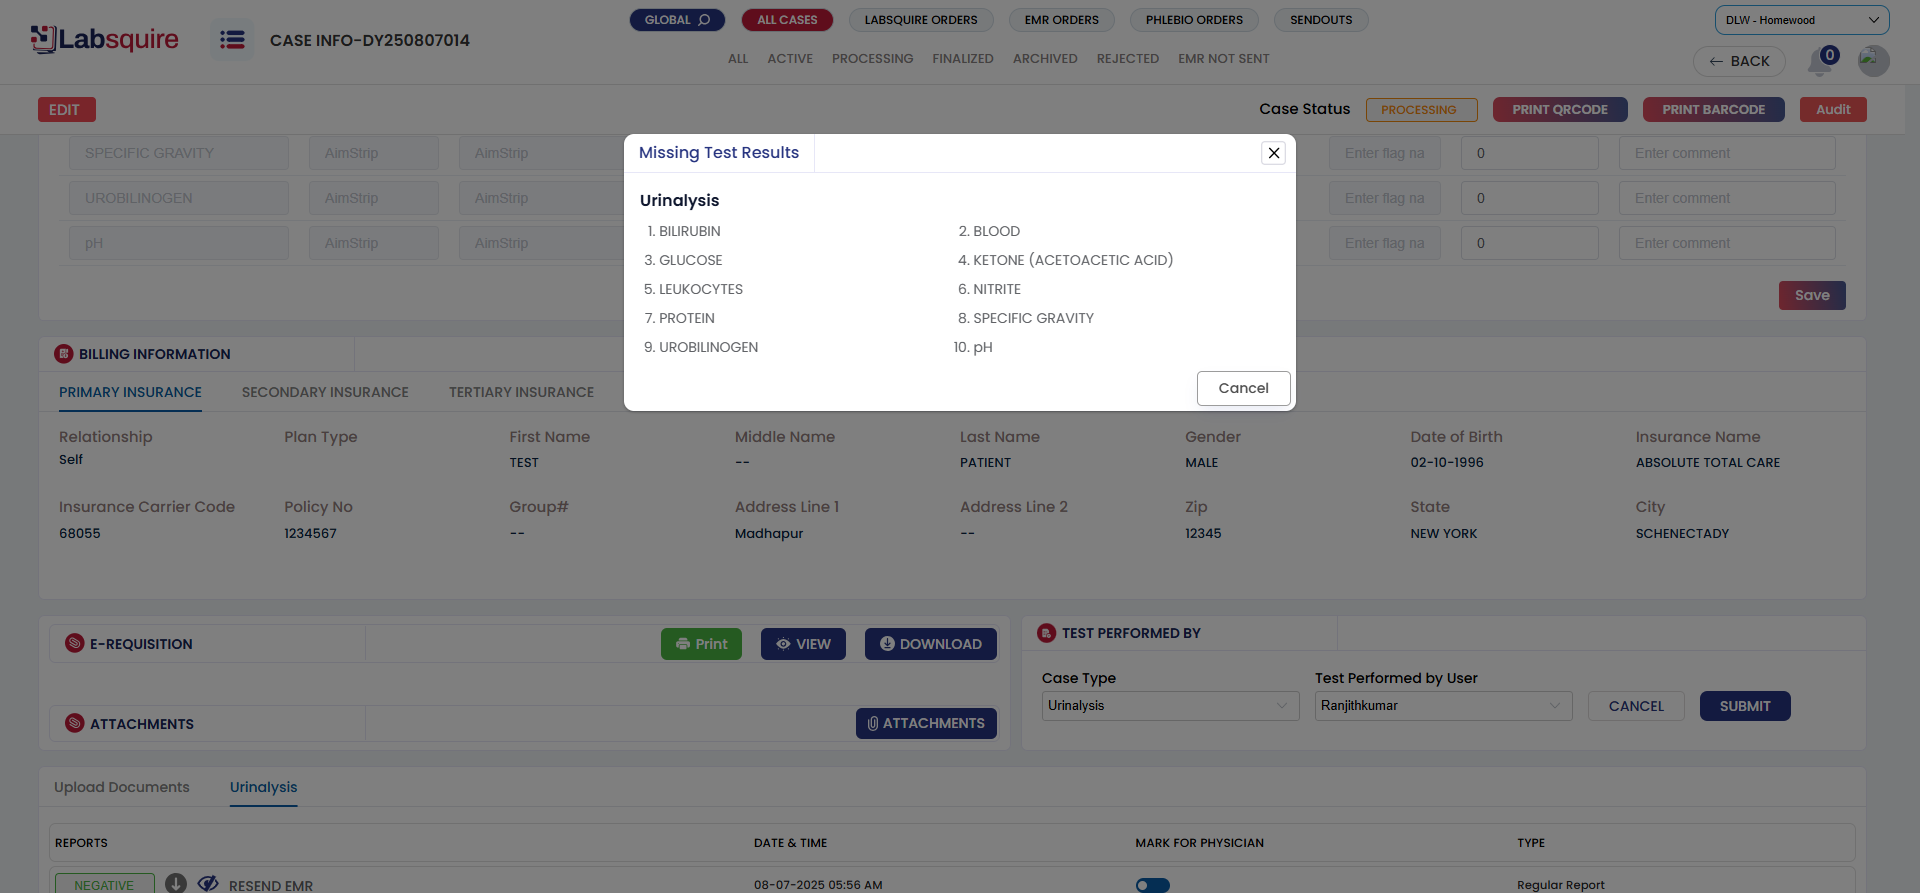 Labsquire
CASE INFO-DY250807014
GLOBAL
ALL CASES
LABSQUIRE ORDERS
EMR ORDERS
PHLEBIO ORDERS
SENDOUTS
DLW - Homewood
ALL
ACTIVE
PROCESSING
FINALIZED
ARCHIVED
REJECTED
EMR NOT SENT
BACK
0
EDIT
Case Status
PROCESSING
PRINT QRCODE
PRINT BARCODE
Audit
SPECIFIC GRAVITY
AimStrip
AimStrip
Enter flag na
0
Enter comment
UROBILINOGEN
AimStrip
AimStrip
Enter flag na
0
Enter comment
pH
AimStrip
AimStrip
Enter flag na
0
Enter comment
Save
Missing Test Results
Urinalysis
1. BILIRUBIN
2. BLOOD
3. GLUCOSE
4. KETONE (ACETOACETIC ACID)
5. LEUKOCYTES
6. NITRITE
7. PROTEIN
8. SPECIFIC GRAVITY
9. UROBILINOGEN
10. pH
Cancel
BILLING INFORMATION
PRIMARY INSURANCE
SECONDARY INSURANCE
TERTIARY INSURANCE
Relationship
Plan Type
First Name
Middle Name
Last Name
Gender
Date of Birth
Insurance Name
Self
TEST
--
PATIENT
MALE
02-10-1996
ABSOLUTE TOTAL CARE
Insurance Carrier Code
Policy No
Group#
Address Line 1
Address Line 2
Zip
State
City
68055
1234567
--
Madhapur
--
12345
NEW YORK
SCHENECTADY
E-REQUISITION
Print
VIEW
DOWNLOAD
ATTACHMENTS
ATTACHMENTS
TEST PERFORMED BY
Case Type
Test Performed by User
Urinalysis
Ranjithkumar
CANCEL
SUBMIT
Upload Documents
Urinalysis
REPORTS
DATE & TIME
MARK FOR PHYSICIAN
TYPE
NEGATIVE
RESEND EMR
08-07-2025 05:56 AM
Regular Report